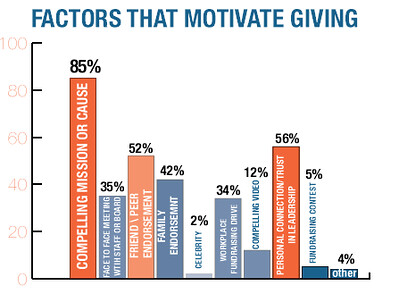 FACTORS THAT MOTIVATE GIVING
100
80
60
40
20
0
85%
COMPELLING MISSION OR CAUSE
35%
FACE TO FACE MEETING
WITH STAFF OR BOARD
52%
FRIEND\PEER
ENDORSEMENT
42%
FAMILY
ENDORSEMNT
2%
CELEBRITY
34%
WORKPLACE
FUNDRAISING DRIVE
12%
COMPELLING VIDEO
56%
PERSONAL CONNECTION/TRUST
IN LEADERSHIP
5%
FUNDRAISING CONTEST
4%
other